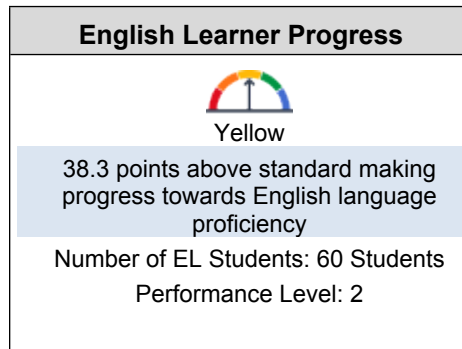 English Learner Progress
Yellow
38.3 points above standard making
progress towards English language
proficiency
Number of EL Students: 60 Students
Performance Level: 2